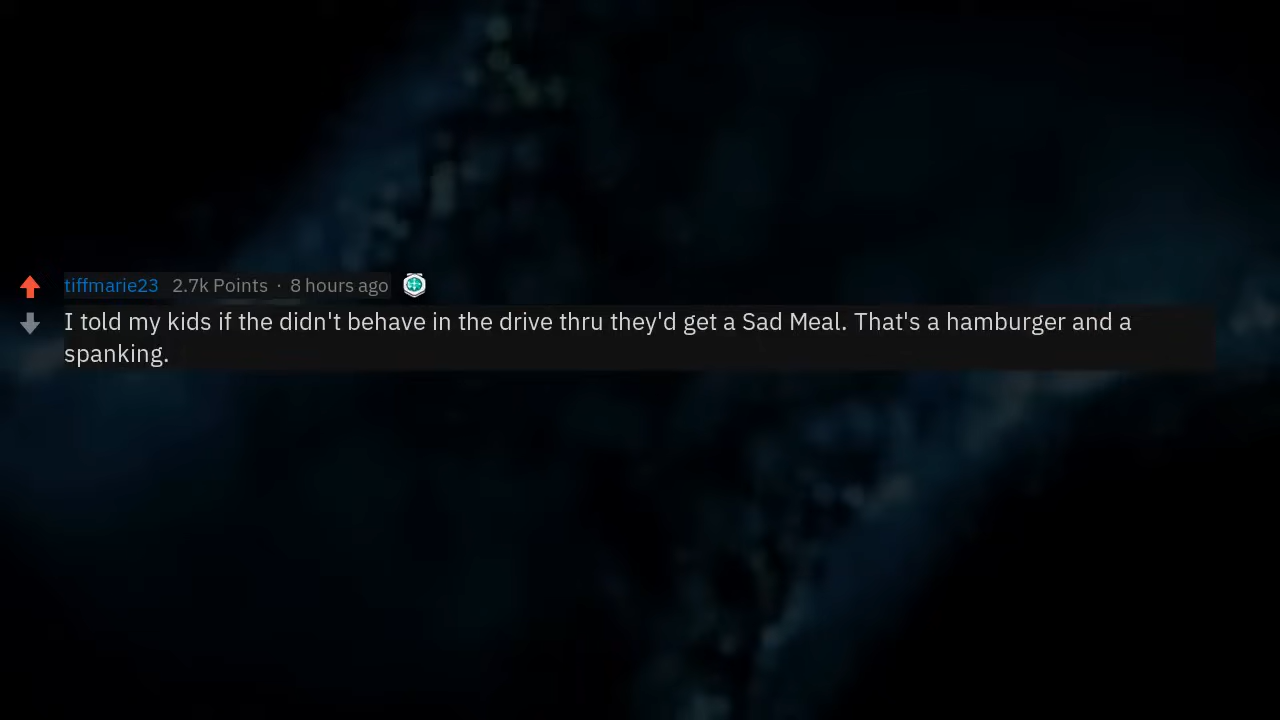 tiffmarie23 2.7k Points · 8 hours ago
I told my kids if the didn't behave in the drive thru they'd get a Sad Meal. That's a hamburger and a
spanking.